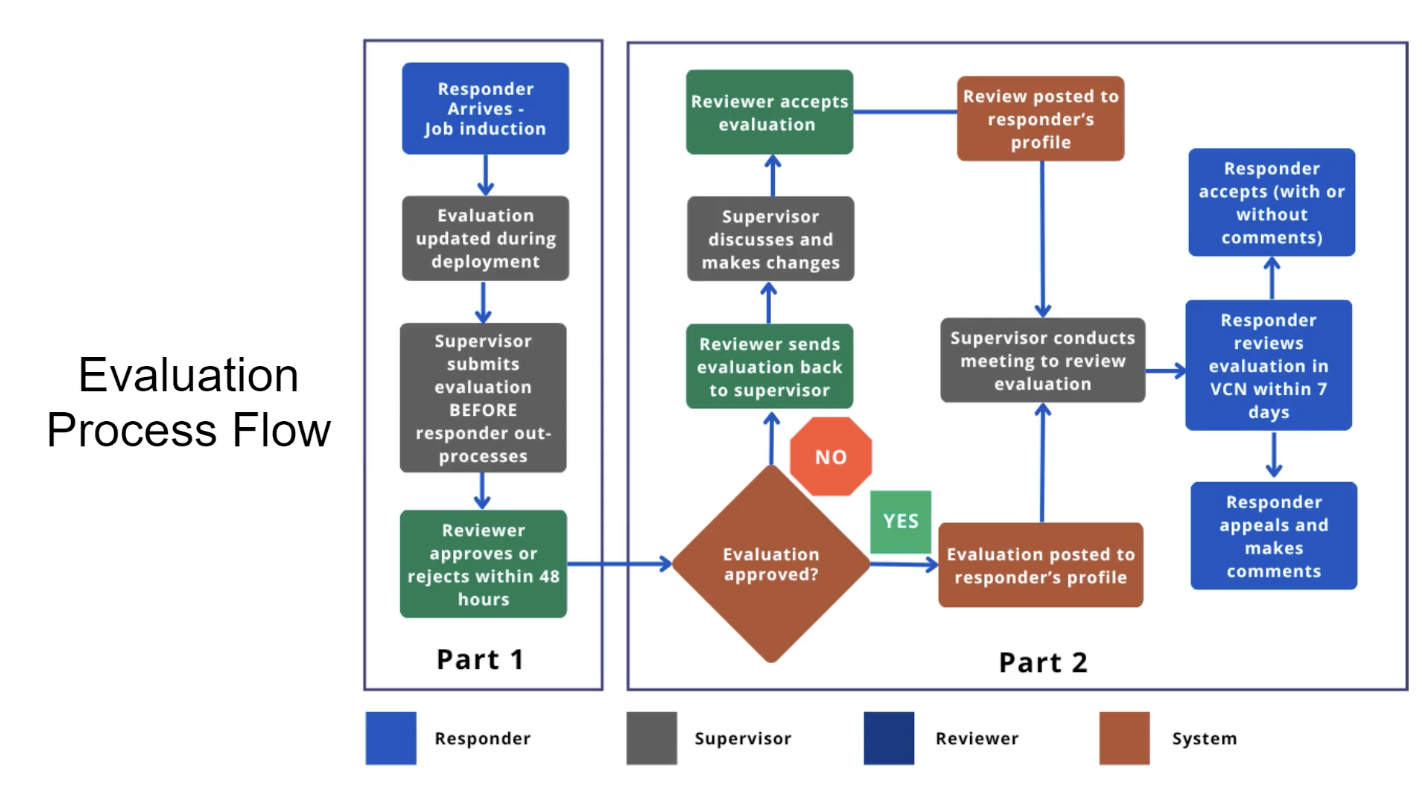 Evaluation
Process Flow
Responder
Arrives -
Job induction
Evaluation
updated during
deployment
Supervisor
submits
evaluation
BEFORE
responder out-
processes
Reviewer
approves or
rejects within 48
hours
Part 1
Reviewer accepts
evaluation
Supervisor
discusses and
makes changes
Reviewer sends
evaluation back
to supervisor
NO
YES
Evaluation
approved?
Review posted to
responder’s
profile
Supervisor conducts
meeting to review
evaluation
Evaluation posted to
responder’s profile
Responder
accepts (with or
without
comments)
Responder
reviews
evaluation in
VCN within 7
days
Responder
appeals and
makes
comments
Part 2
Responder
Supervisor
Reviewer
System